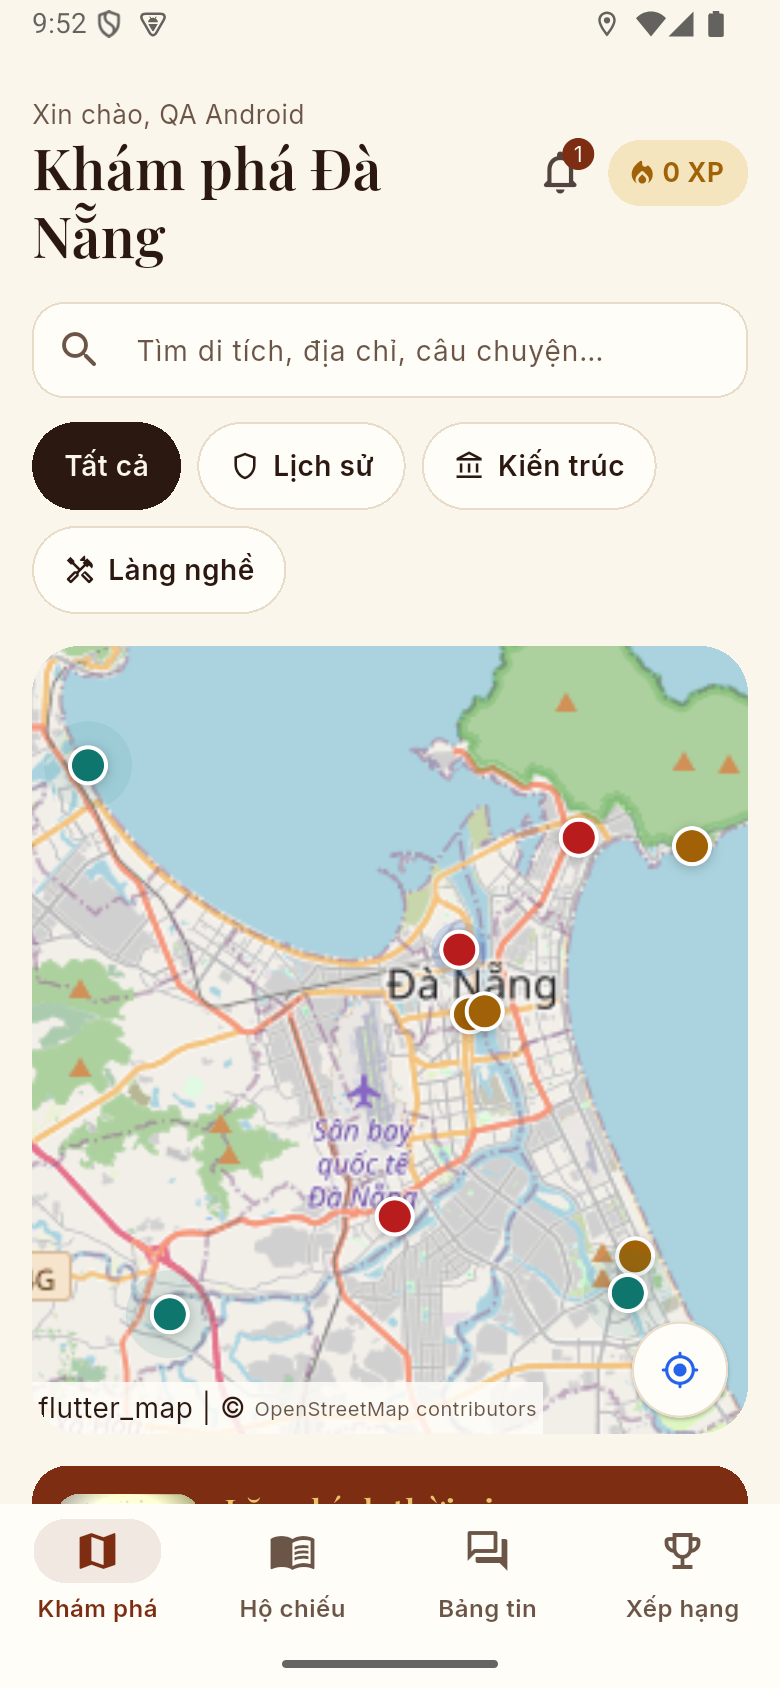 9:52
Xin chào, QA Android
Khám phá Đà
Nẵng
1
0 XP
Tìm di tích, địa chỉ, câu chuyện...
Tất cả
Lịch sử
Kiến trúc
Làng nghề
Đà Nẵng
Sân bay
quốc tế
Đà Nẵng
flutter_map | © OpenStreetMap contributors
Khám phá
Hộ chiếu
Bảng tin
Xếp hạng